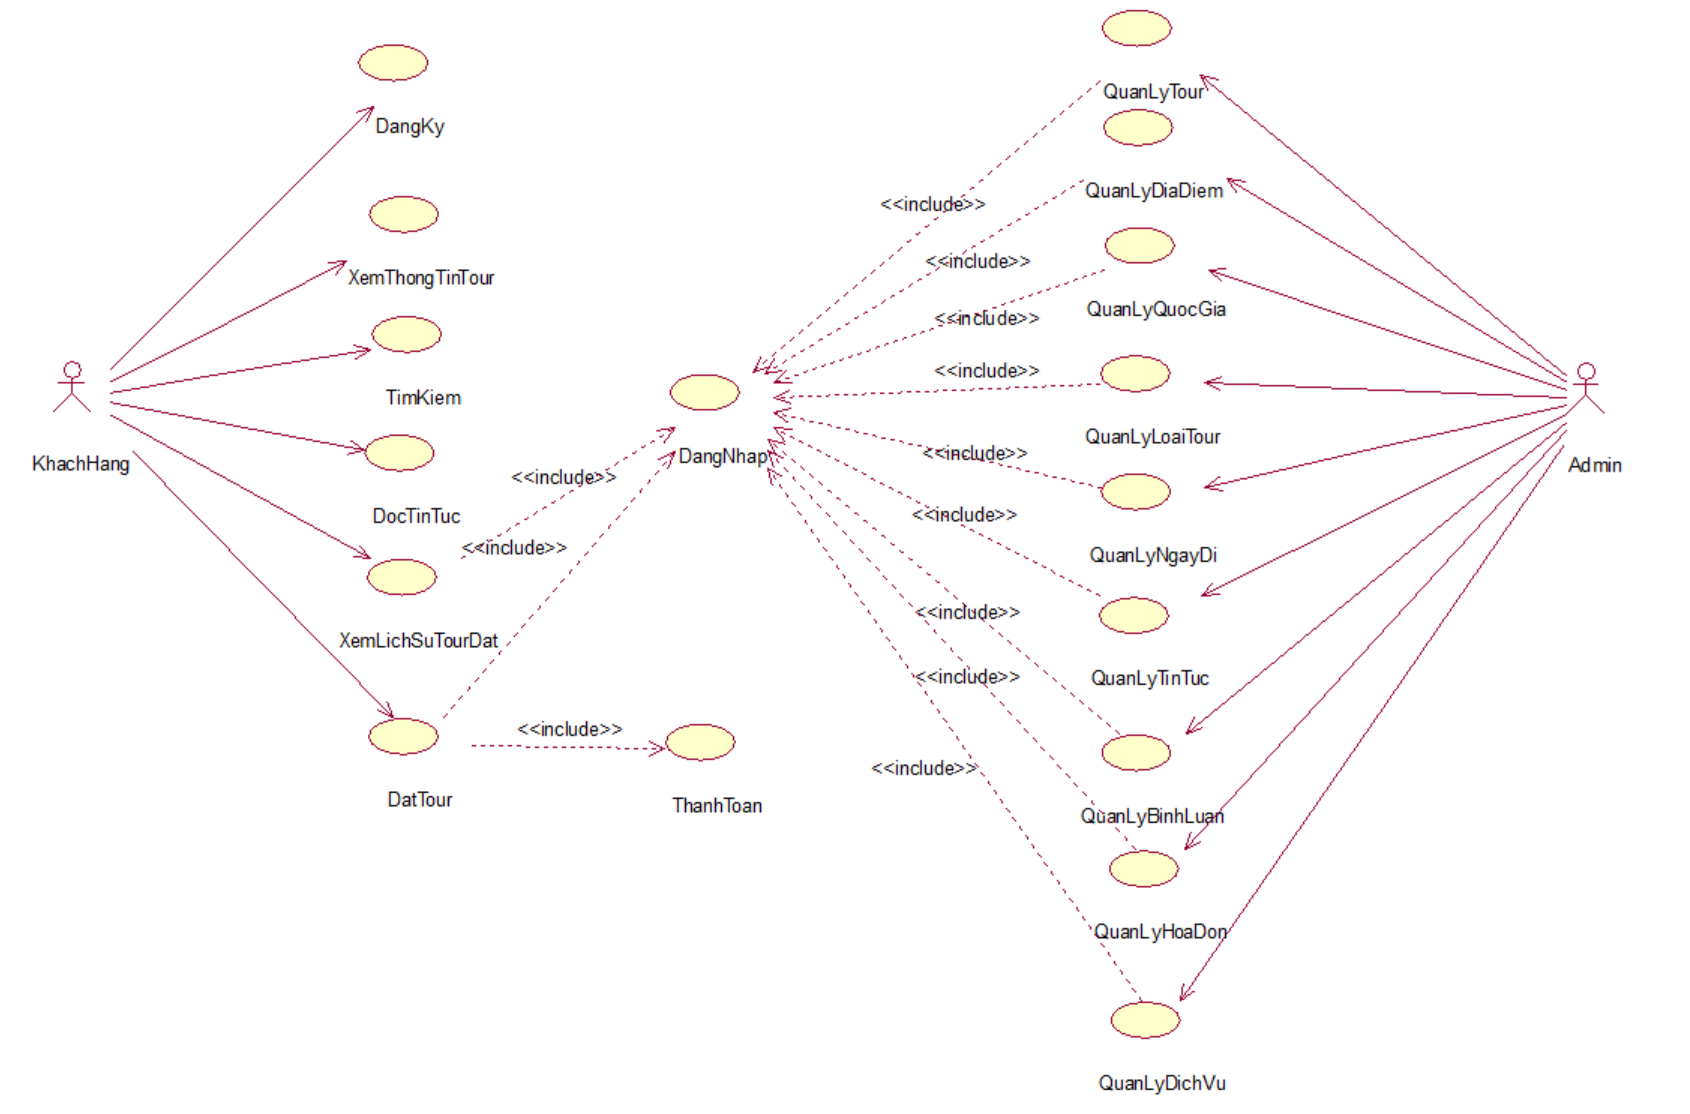 KhachHang
DangKy
XemThongTinTour
TimKiem
DocTinTuc
XemLichSuTourDat
DatTour
<<include>>
<<include>>
<<include>>
DangNhap
ThanhToan
<<include>>
<<include>>
<<include>>
<<include>>
<<include>>
<<include>>
<<include>>
<<include>>
<<include>>
QuanLyTour
QuanLyDiaDiem
QuanLyQuocGia
QuanLyLoaiTour
QuanLyNgayDi
QuanLyTinTuc
QuanLyBinhLuan
QuanLyHoaDon
QuanLyDichVu
Admin